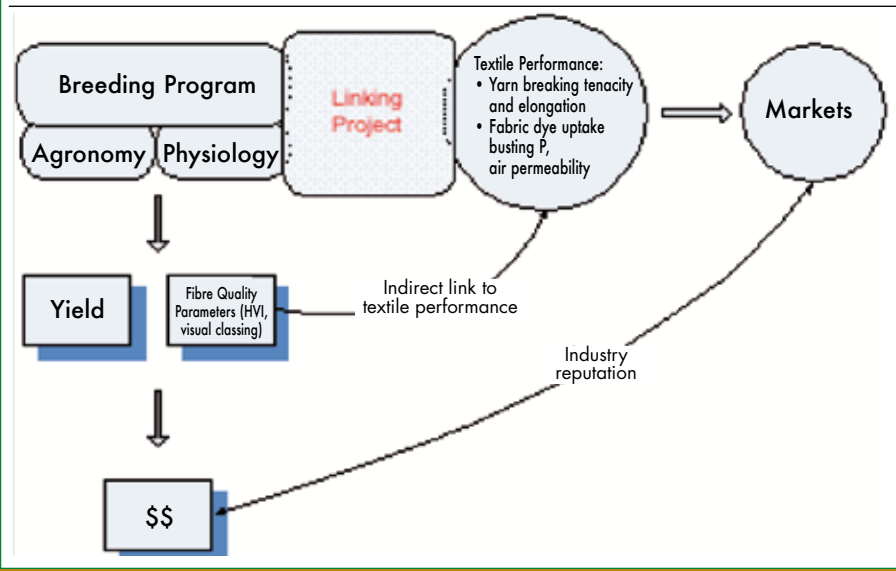 Breeding Program
Agronomy
Physiology
Linking
Project
Textile Performance:
• Yarn breaking tenacity
and elongation
• Fabric dye uptake
busting P,
air permeability
Markets
Yield
Fibre Quality
Parameters (HVI,
visual classing)
Indirect link to
textile performance
Industry
reputation
$$